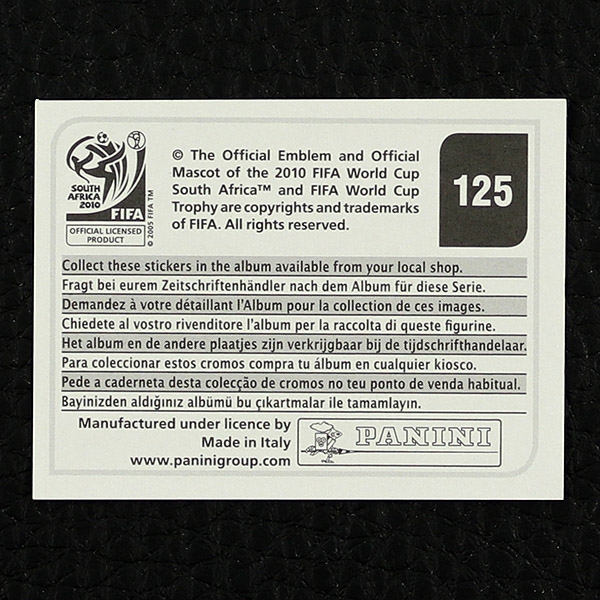 SOUTH
AFRICA
2010
FIFA
OFFICIAL LICENSED
PRODUCT
© 2005 FIFA TM
© The Official Emblem and Official
Mascot of the 2010 FIFA World Cup
South Africa™ and FIFA World Cup
Trophy are copyrights and trademarks
of FIFA. All rights reserved.
125
Collect these stickers in the album available from your local shop.
Fragt bei eurem Zeitschriftenhändler nach dem Album für diese Serie.
Demandez à votre détaillant l'Album pour la collection de ces images.
Chiedete al vostro rivenditore l'album per la raccolta di queste figurine.
Het album en de andere plaatjes zijn verkrijgbaar bij de tijdschrifthandelaar.
Para coleccionar estos cromos compra tu álbum en cualquier kiosco.
Pede a caderneta desta colecção de cromos no teu ponto de venda habitual.
Bayinizden aldığınız albümü bu çıkartmalar ile tamamlayın.
Manufactured under licence by
Made in Italy
www.paninigroup.com
PANINI